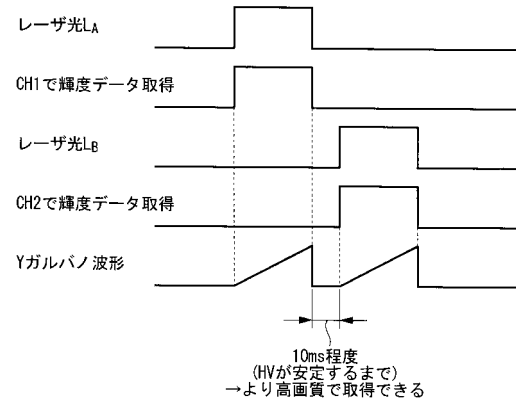 レーザ光LA
CH1で輝度データ取得
レーザ光LB
CH2で輝度データ取得
Yガルバノ波形
10ms程度
(HVが安定するまで)
→より高画質で取得できる